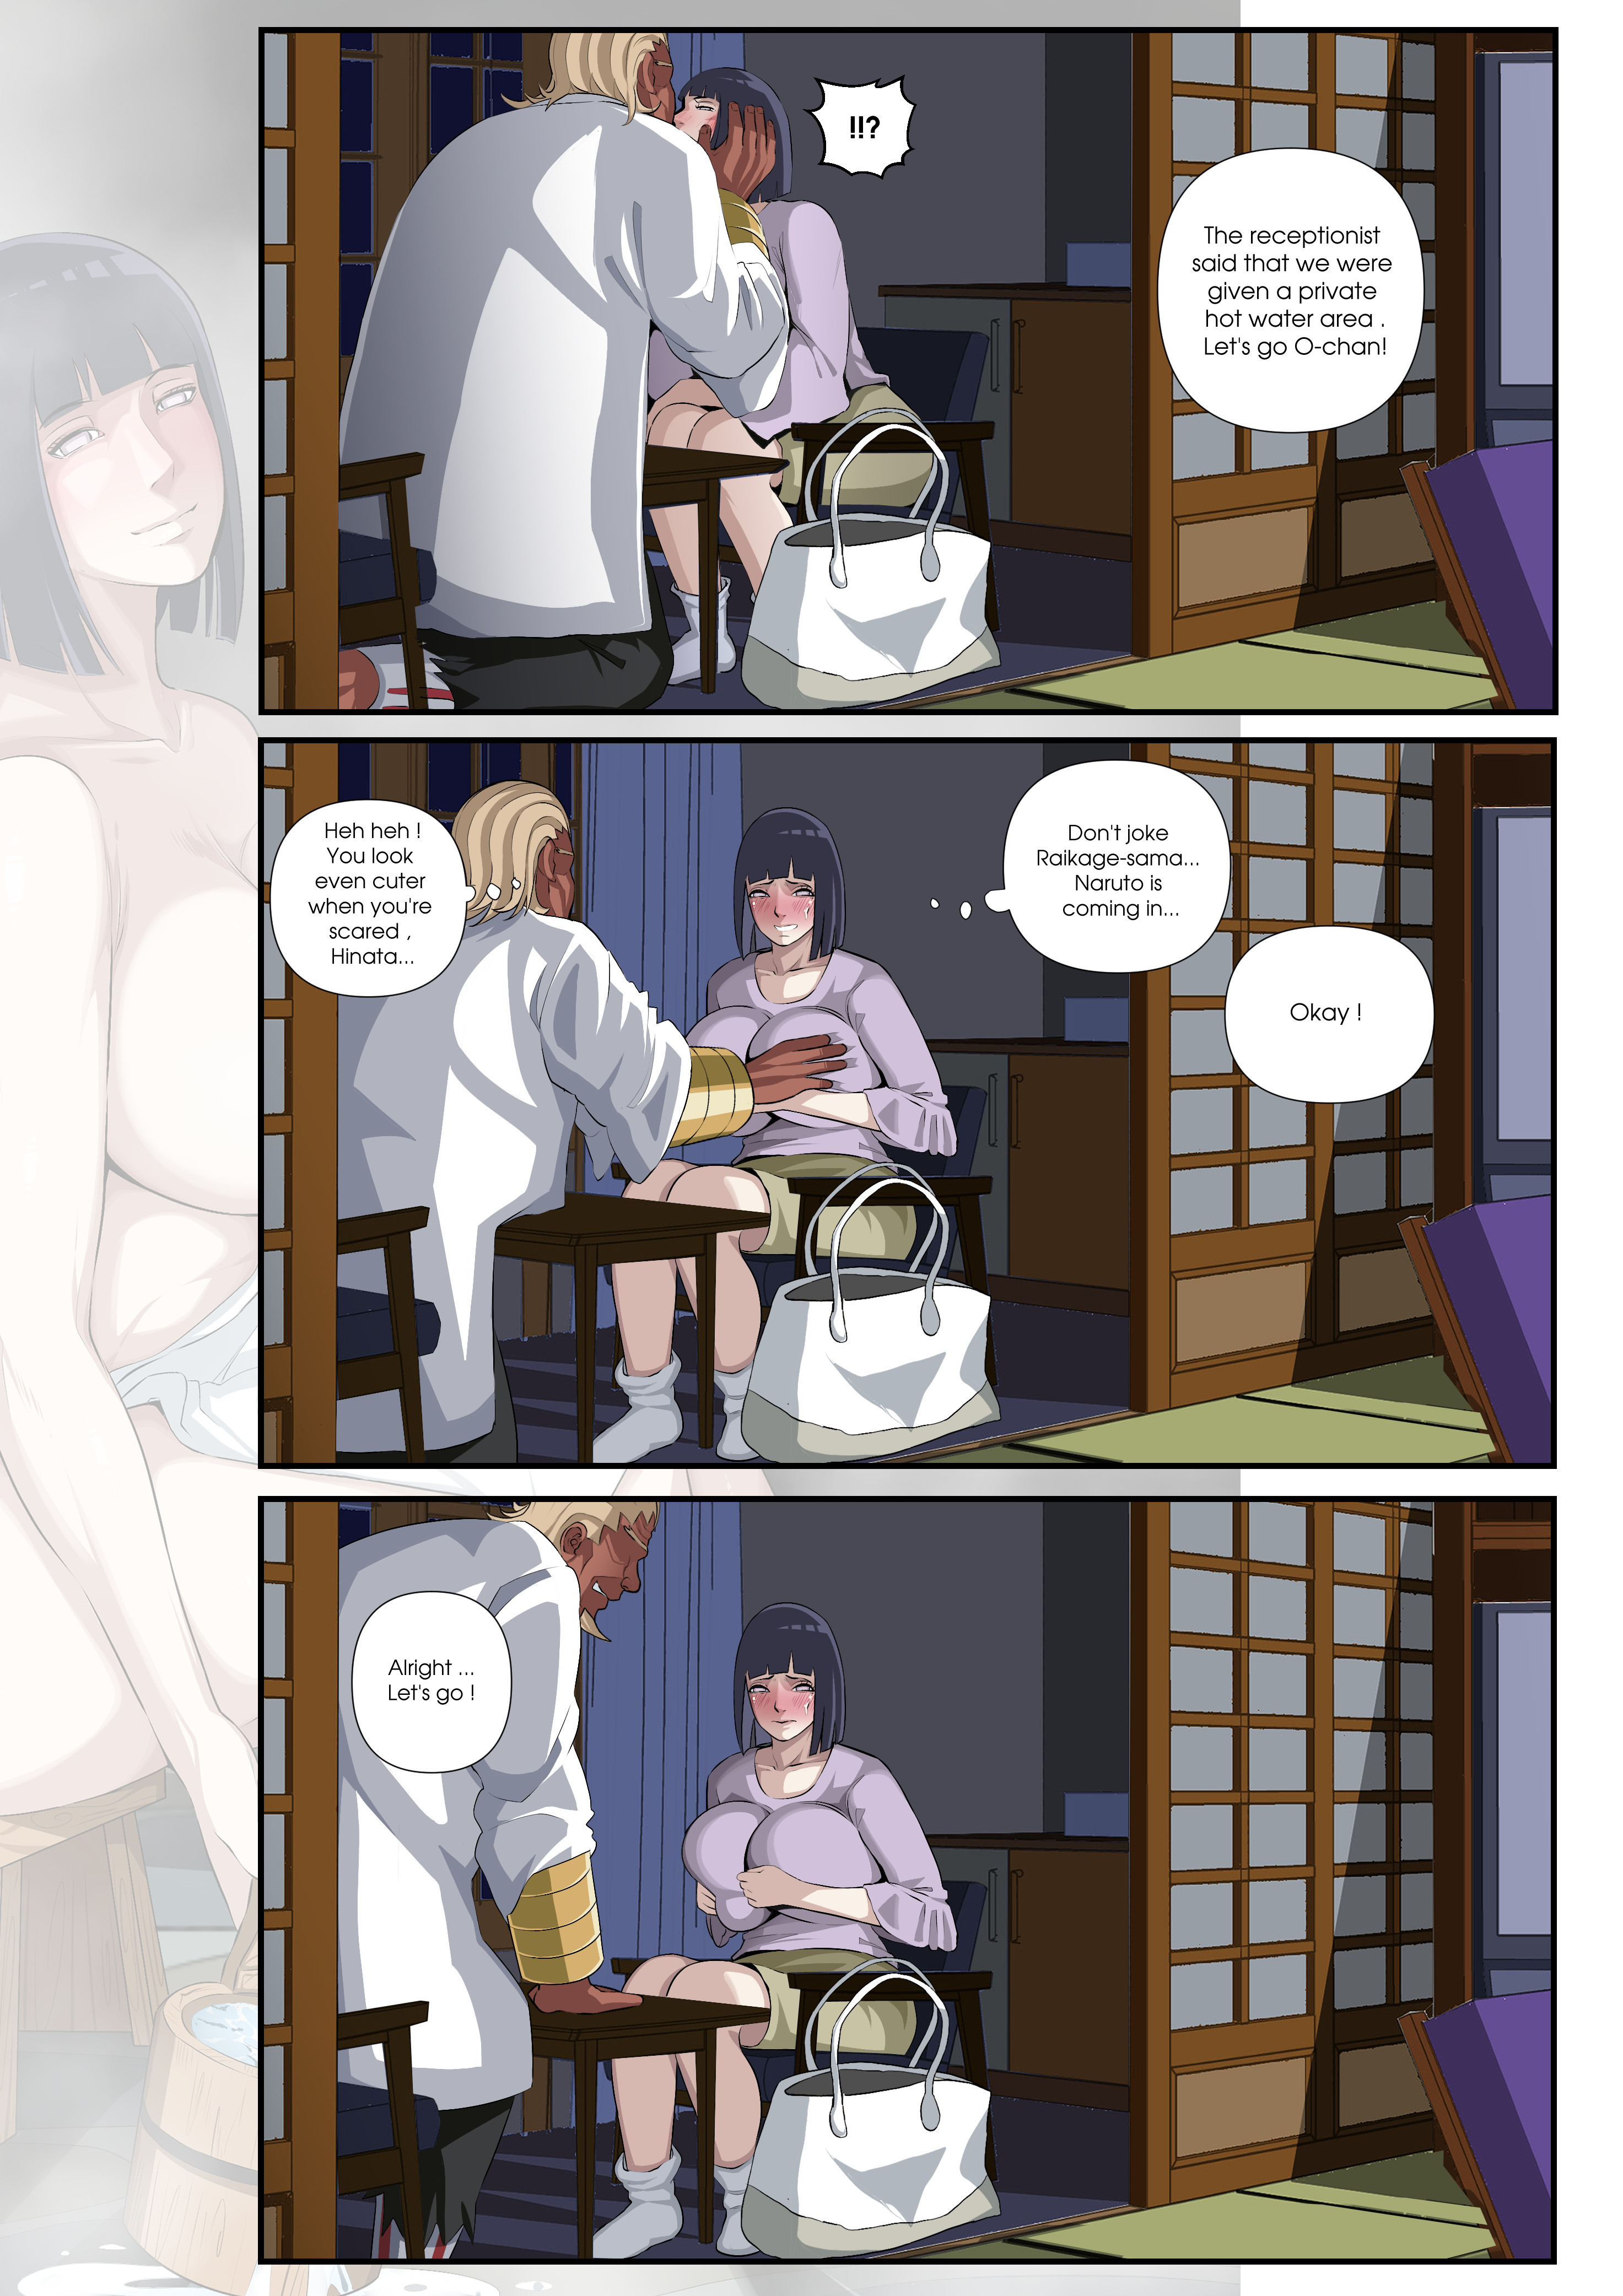 !!?
The receptionist
said that we were
given a private
hot water area .
Let's go O-chan!
Heh heh !
You look
even cuter
when you're
scared ,
Hinata...
Don't joke
Raikage-sama...
Naruto is
coming in...
Okay !
Alright ...
Let's go !